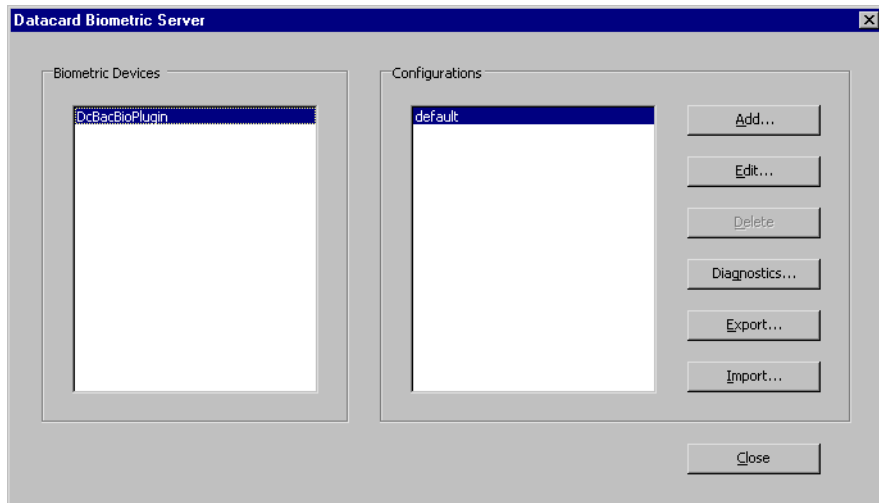 Datacard Biometric Server
Biometric Devices
DcBacBioPlugin
Configurations
default
Add...
Edit...
Delete
Diagnostics...
Export...
Import...
Close